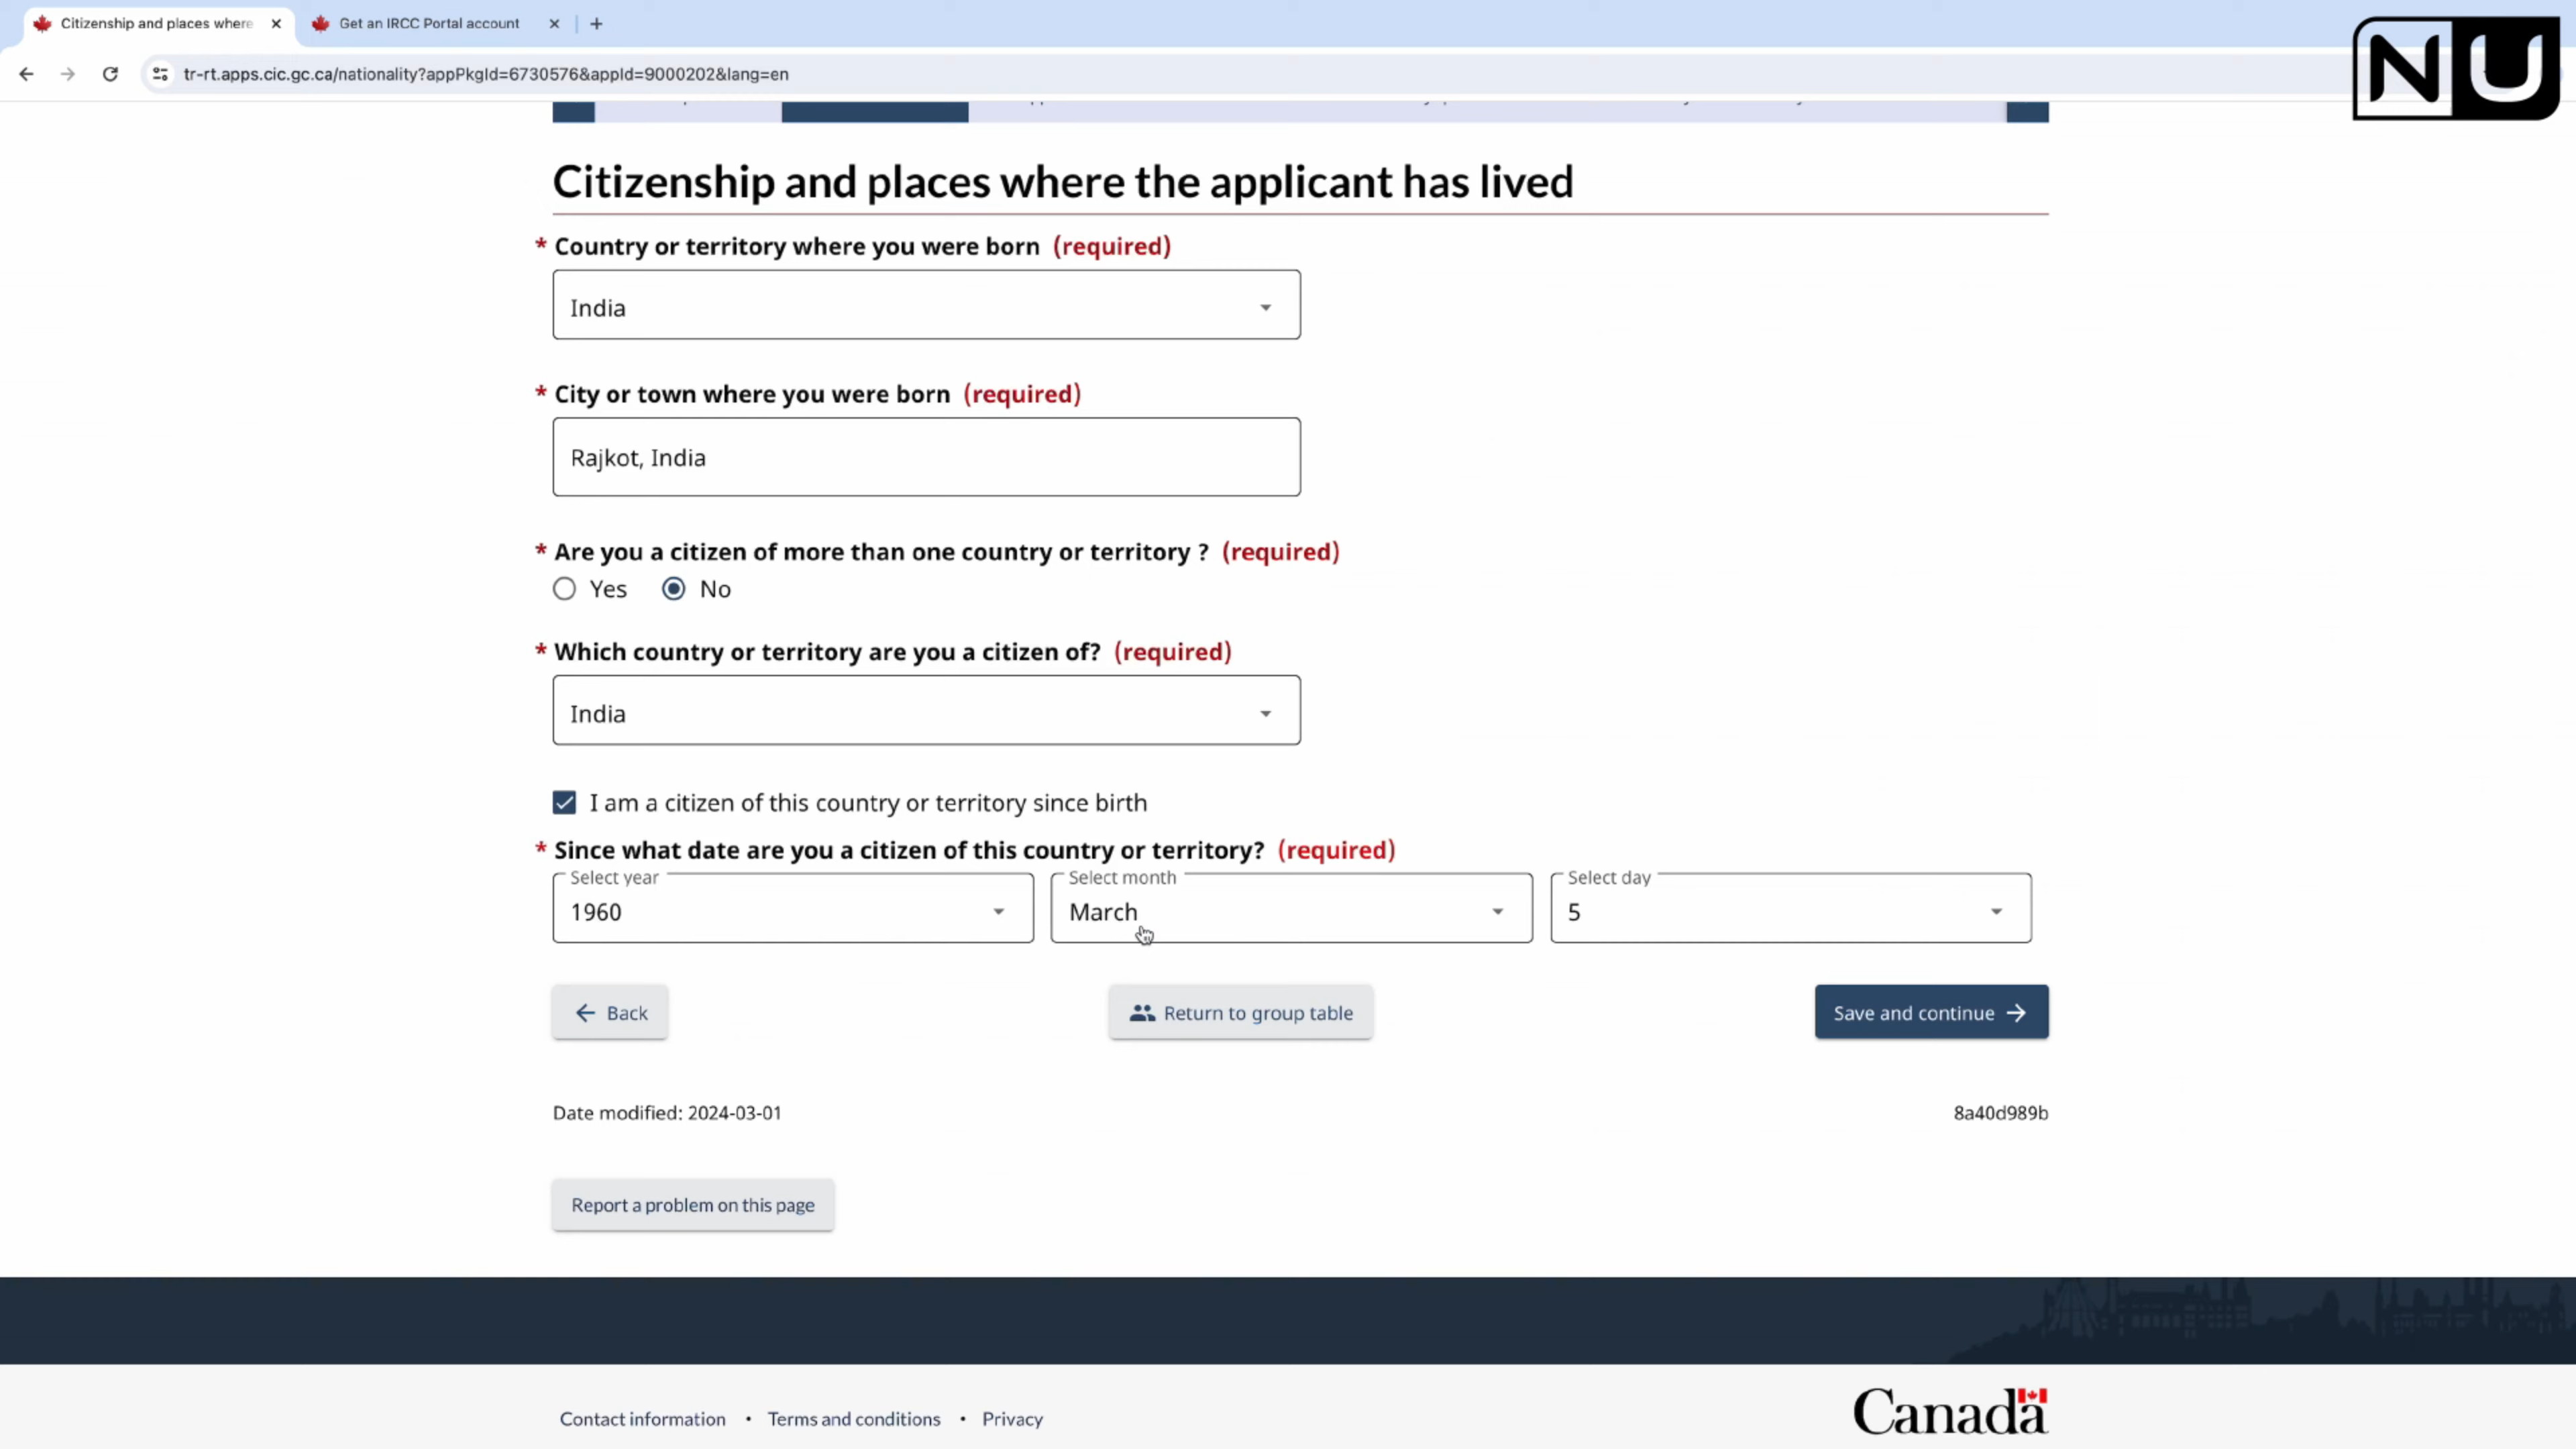 Citizenship and places where
Get an IRCC Portal account
tr-rt.apps.cic.gc.ca/nationality?appPkgId=6730576&appId=9000202&lang=en
NU
Citizenship and places where the applicant has lived
* Country or territory where you were born (required)
India
* City or town where you were born (required)
Rajkot, India
* Are you a citizen of more than one country or territory ? (required)
Yes No
* Which country or territory are you a citizen of? (required)
India
I am a citizen of this country or territory since birth
* Since what date are you a citizen of this country or territory? (required)
Select year Select month Select day
1960 March 5
Back Return to group table Save and continue
Date modified: 2024-03-01 8a40d989b
Report a problem on this page
Contact information • Terms and conditions • Privacy
Canada